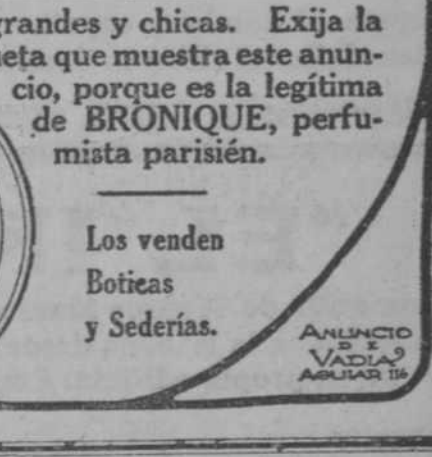 grandes y chicas. Exija la
eta que muestra este anun-
cio, porque es la legítima
de BRONIQUE, perfu-
mista parisién.
Los venden
Boticas
y Sederías.
ANUNCIO
DE
VADIA
AGUIAR 116